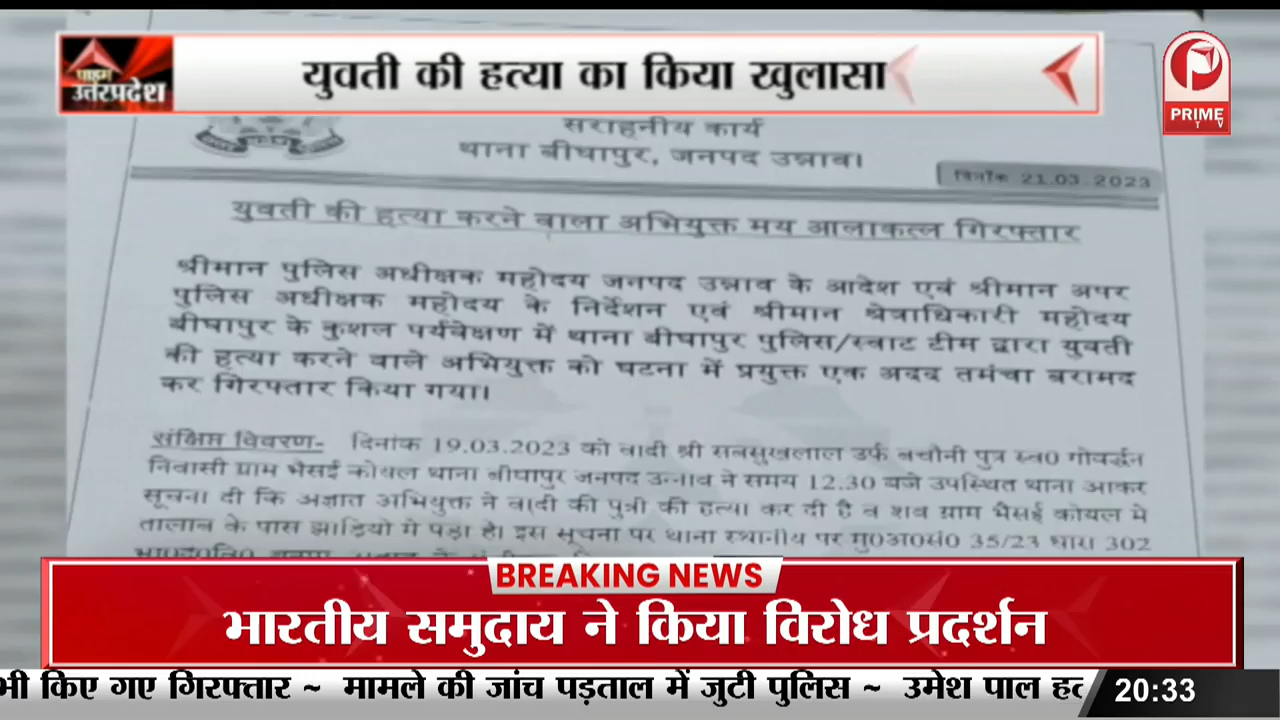 प्राइम
उत्तरप्रदेश
युवती की हत्या का किया खुलासा
PRIME
TV
सराहनीय कार्य
थाना बीघापुर, जनपद उन्नाव।
दिनाँक 21.03.2023
युवती की हत्या करने वाला अभियुक्त मय आलाकत्ल गिरफ्तार
श्रीमान पुलिस अधीक्षक महोदय जनपद उन्नाव के आदेश एवं श्रीमान अपर
पुलिस अधीक्षक महोदय के निर्देशन एवं श्रीमान क्षेत्राधिकारी महोदय
बीघापुर के कुशल पर्यवेक्षण में थाना बीघापुर पुलिस/स्वाट टीम द्वारा युवती
की हत्या करने वाले अभियुक्त को घटना में प्रयुक्त एक अदद तमंचा बरामद
कर गिरफ्तार किया गया।
संक्षिप्त विवरण- दिनांक 19.03.2023 को वादी श्री सबसुखलाल उर्फ बचौनी पुत्र स्व0 गोवर्द्धन
निवासी ग्राम भैसई कोयल थाना बीघापुर जनपद उन्नाव ने समय 12.30 बजे उपस्थित थाना आकर
सूचना दी कि अज्ञात अभियुक्त ने वादी की पुत्री की हत्या कर दी है व शव ग्राम भैसई कोयल मे
तालाब के पास झाड़ियो मे पड़ा है। इस सूचना पर थाना स्थानीय पर मु0अ0सं0 35/23 धारा 302
BREAKING NEWS
भारतीय समुदाय ने किया विरोध प्रदर्शन
भी किए गए गिरफ्तार ~ मामले की जांच पड़ताल में जुटी पुलिस ~ उमेश पाल हत
20:33